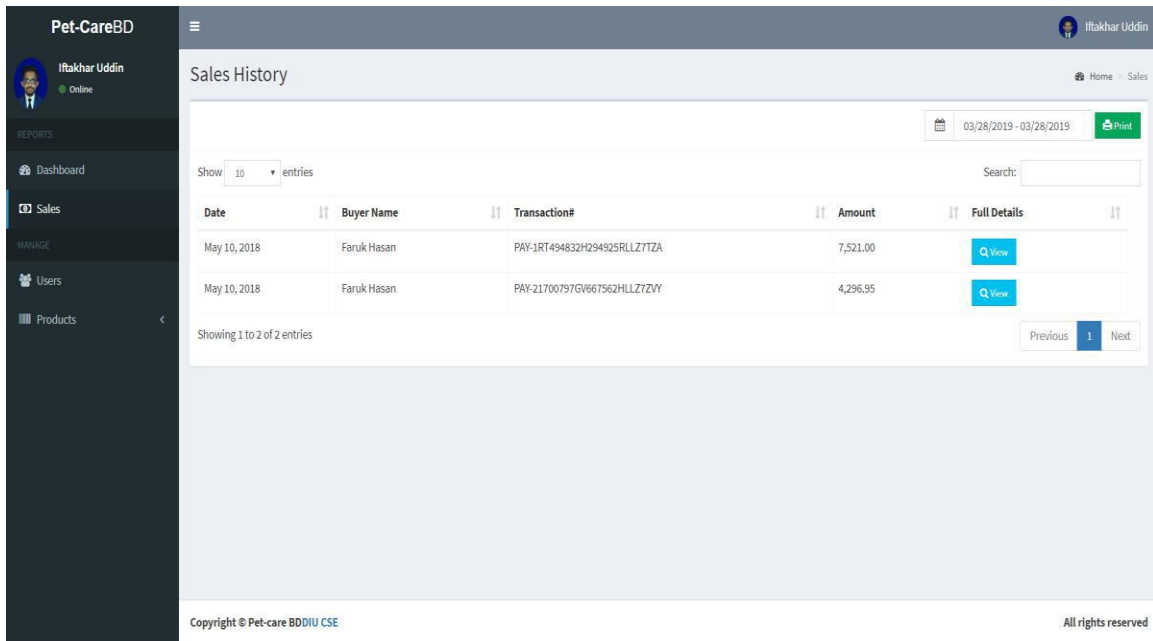 Pet-CareBD
Iftakhar Uddin
Iftakhar Uddin
Online
Sales History
Home > Sales
REPORTS
03/28/2019 - 03/28/2019
Print
Dashboard
Show 10 entries
Search:
Sales
Date Buyer Name Transaction# Amount Full Details
MANAGE
May 10, 2018 Faruk Hasan PAY-1RT494832H294925RLLZ7TZA 7,521.00 View
Users
May 10, 2018 Faruk Hasan PAY-21700797GV667562HLLZ7ZVY 4,296.95 View
Products
Showing 1 to 2 of 2 entries
Previous 1 Next
Copyright © Pet-care BDDIU CSE
All rights reserved